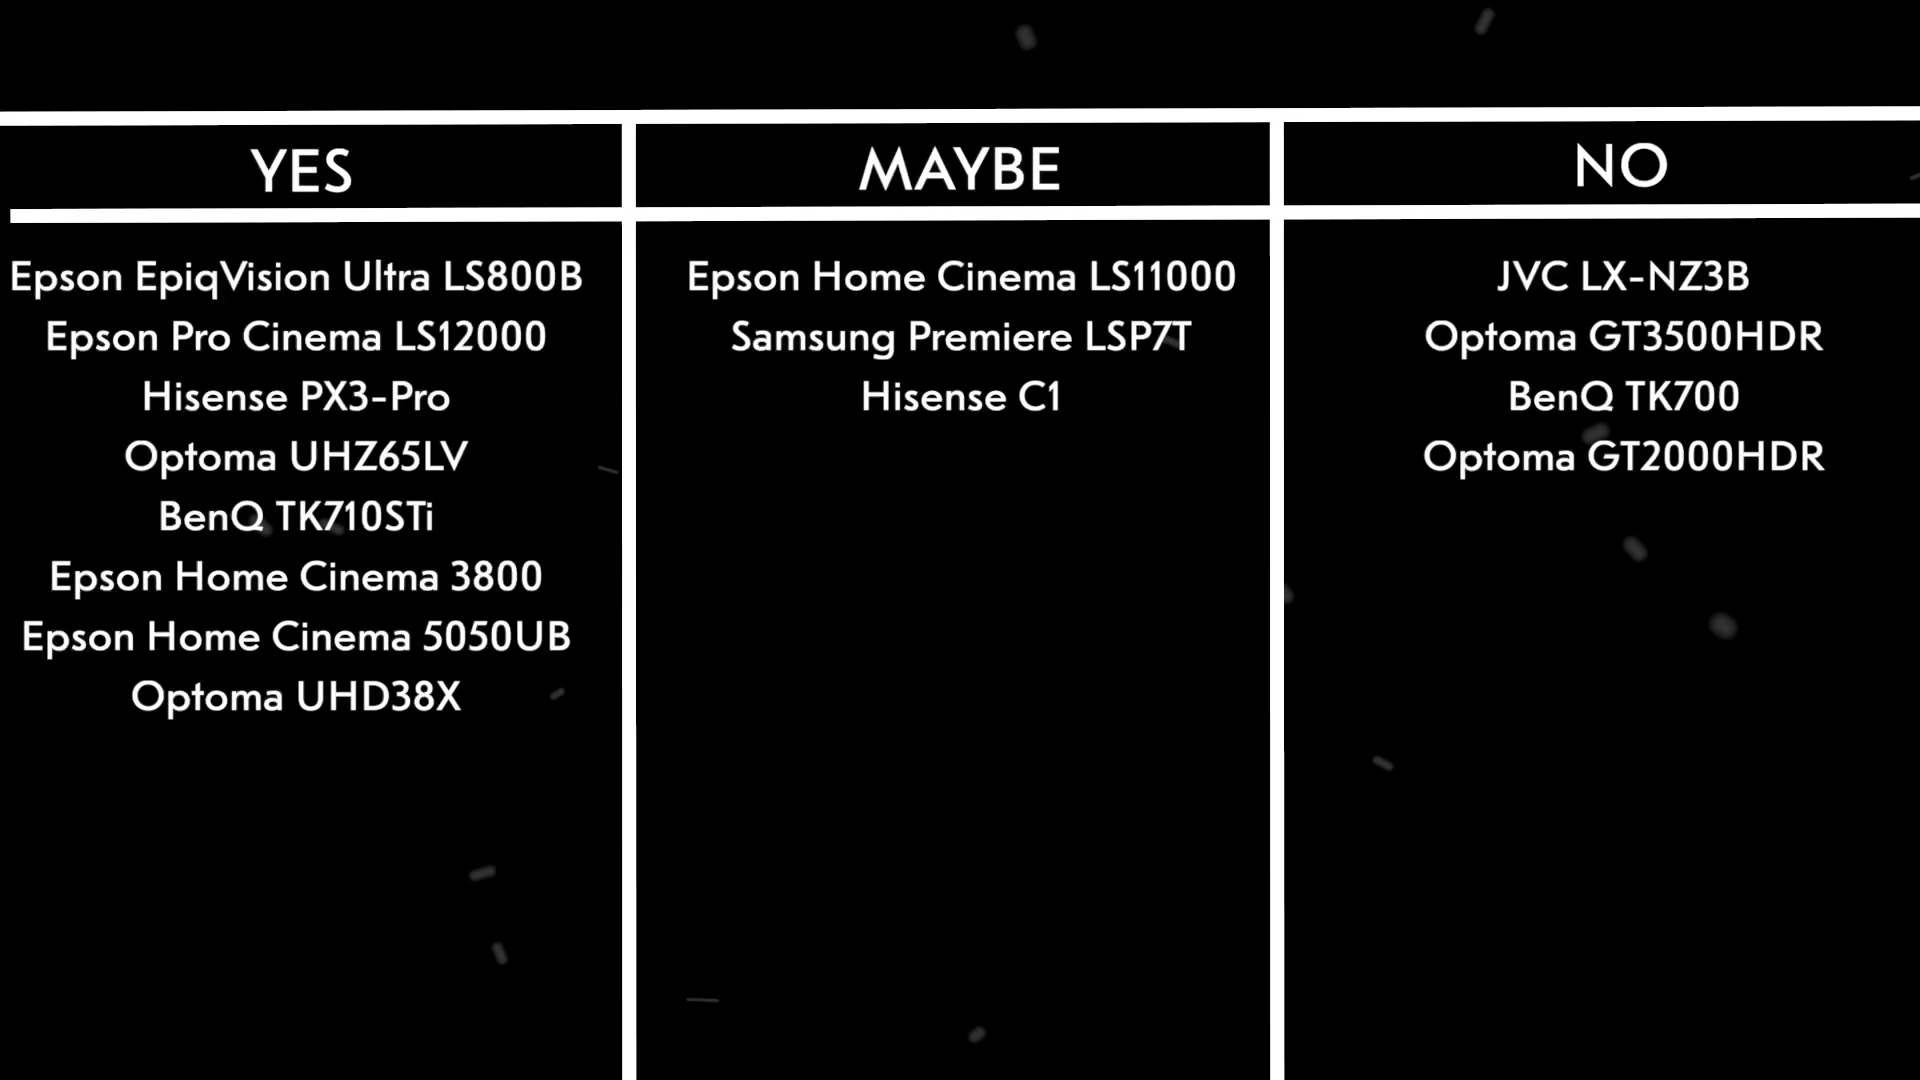 YES
Epson EpiqVision Ultra LS800B
Epson Pro Cinema LS12000
Hisense PX3-Pro
Optoma UHZ65LV
BenQ TK710STi
Epson Home Cinema 3800
Epson Home Cinema 5050UB
Optoma UHD38X
MAYBE
Epson Home Cinema LS11000
Samsung Premiere LSP7T
Hisense C1
NO
JVC LX-NZ3B
Optoma GT3500HDR
BenQ TK700
Optoma GT2000HDR